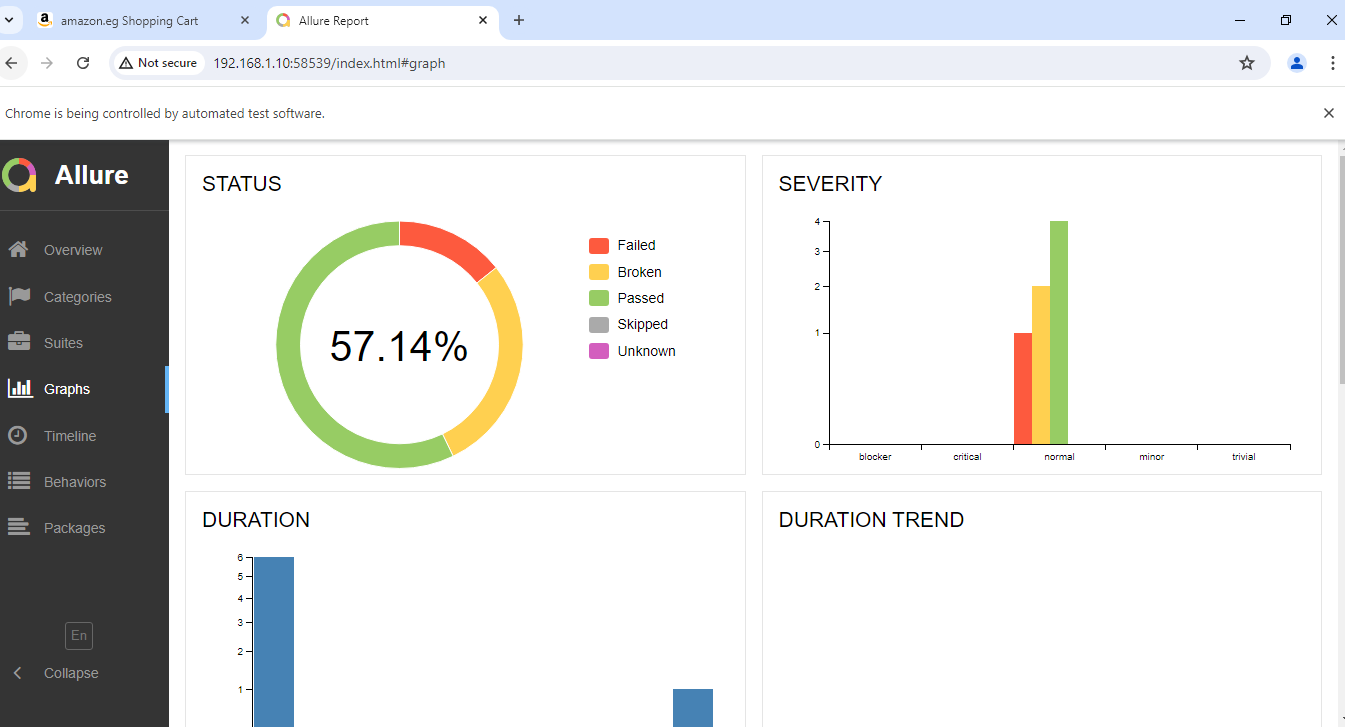 amazon.eg Shopping Cart
Allure Report
Not secure
192.168.1.10:58539/index.html#graph
Chrome is being controlled by automated test software.
Allure
Overview
Categories
Suites
Graphs
Timeline
Behaviors
Packages
En
Collapse
STATUS
57.14%
Failed
Broken
Passed
Skipped
Unknown
SEVERITY
4
3
2
1
0
blocker critical normal minor trivial
DURATION
6
5
4
3
2
1
DURATION TREND